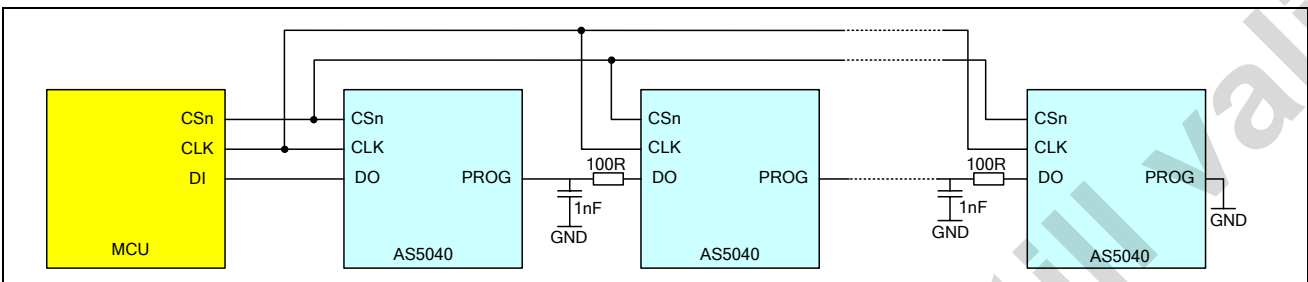 CSn
CLK
DI
MCU
CSn
CLK
DO
PROG
AS5040
100R
1nF
GND
CSn
CLK
DO
PROG
AS5040
100R
1nF
GND
CSn
CLK
DO
PROG
GND
AS5040